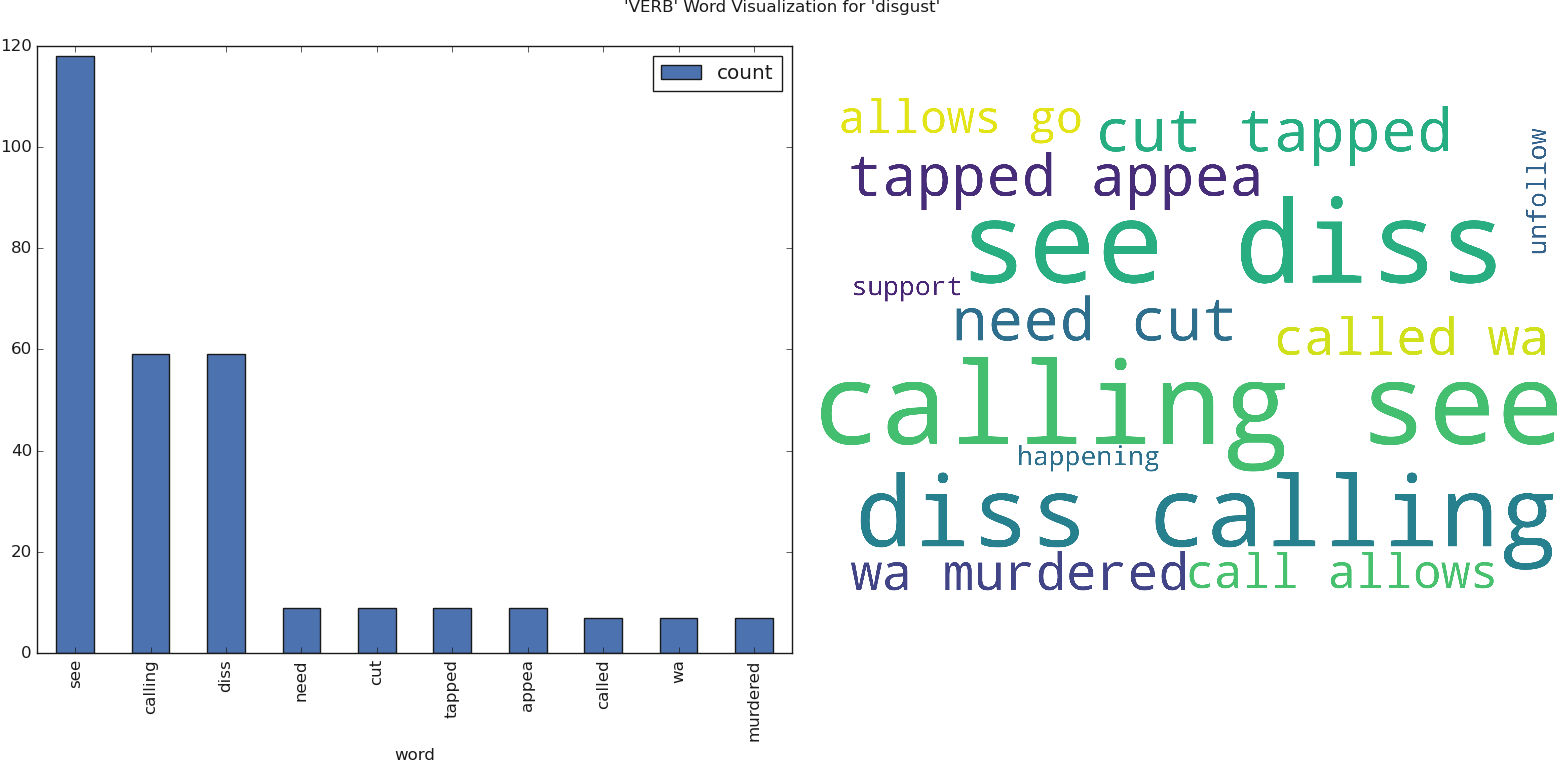 'VERB' Word Visualization for 'disgust'
120
100
80
60
40
20
0
count
see
calling
diss
need
cut
tapped
appea
called
wa
murdered
word
allows go
cut tapped
unfollow
tapped appea
see diss
support
need cut
called wa
calling see
happening
diss calling
wa murdered
call allows